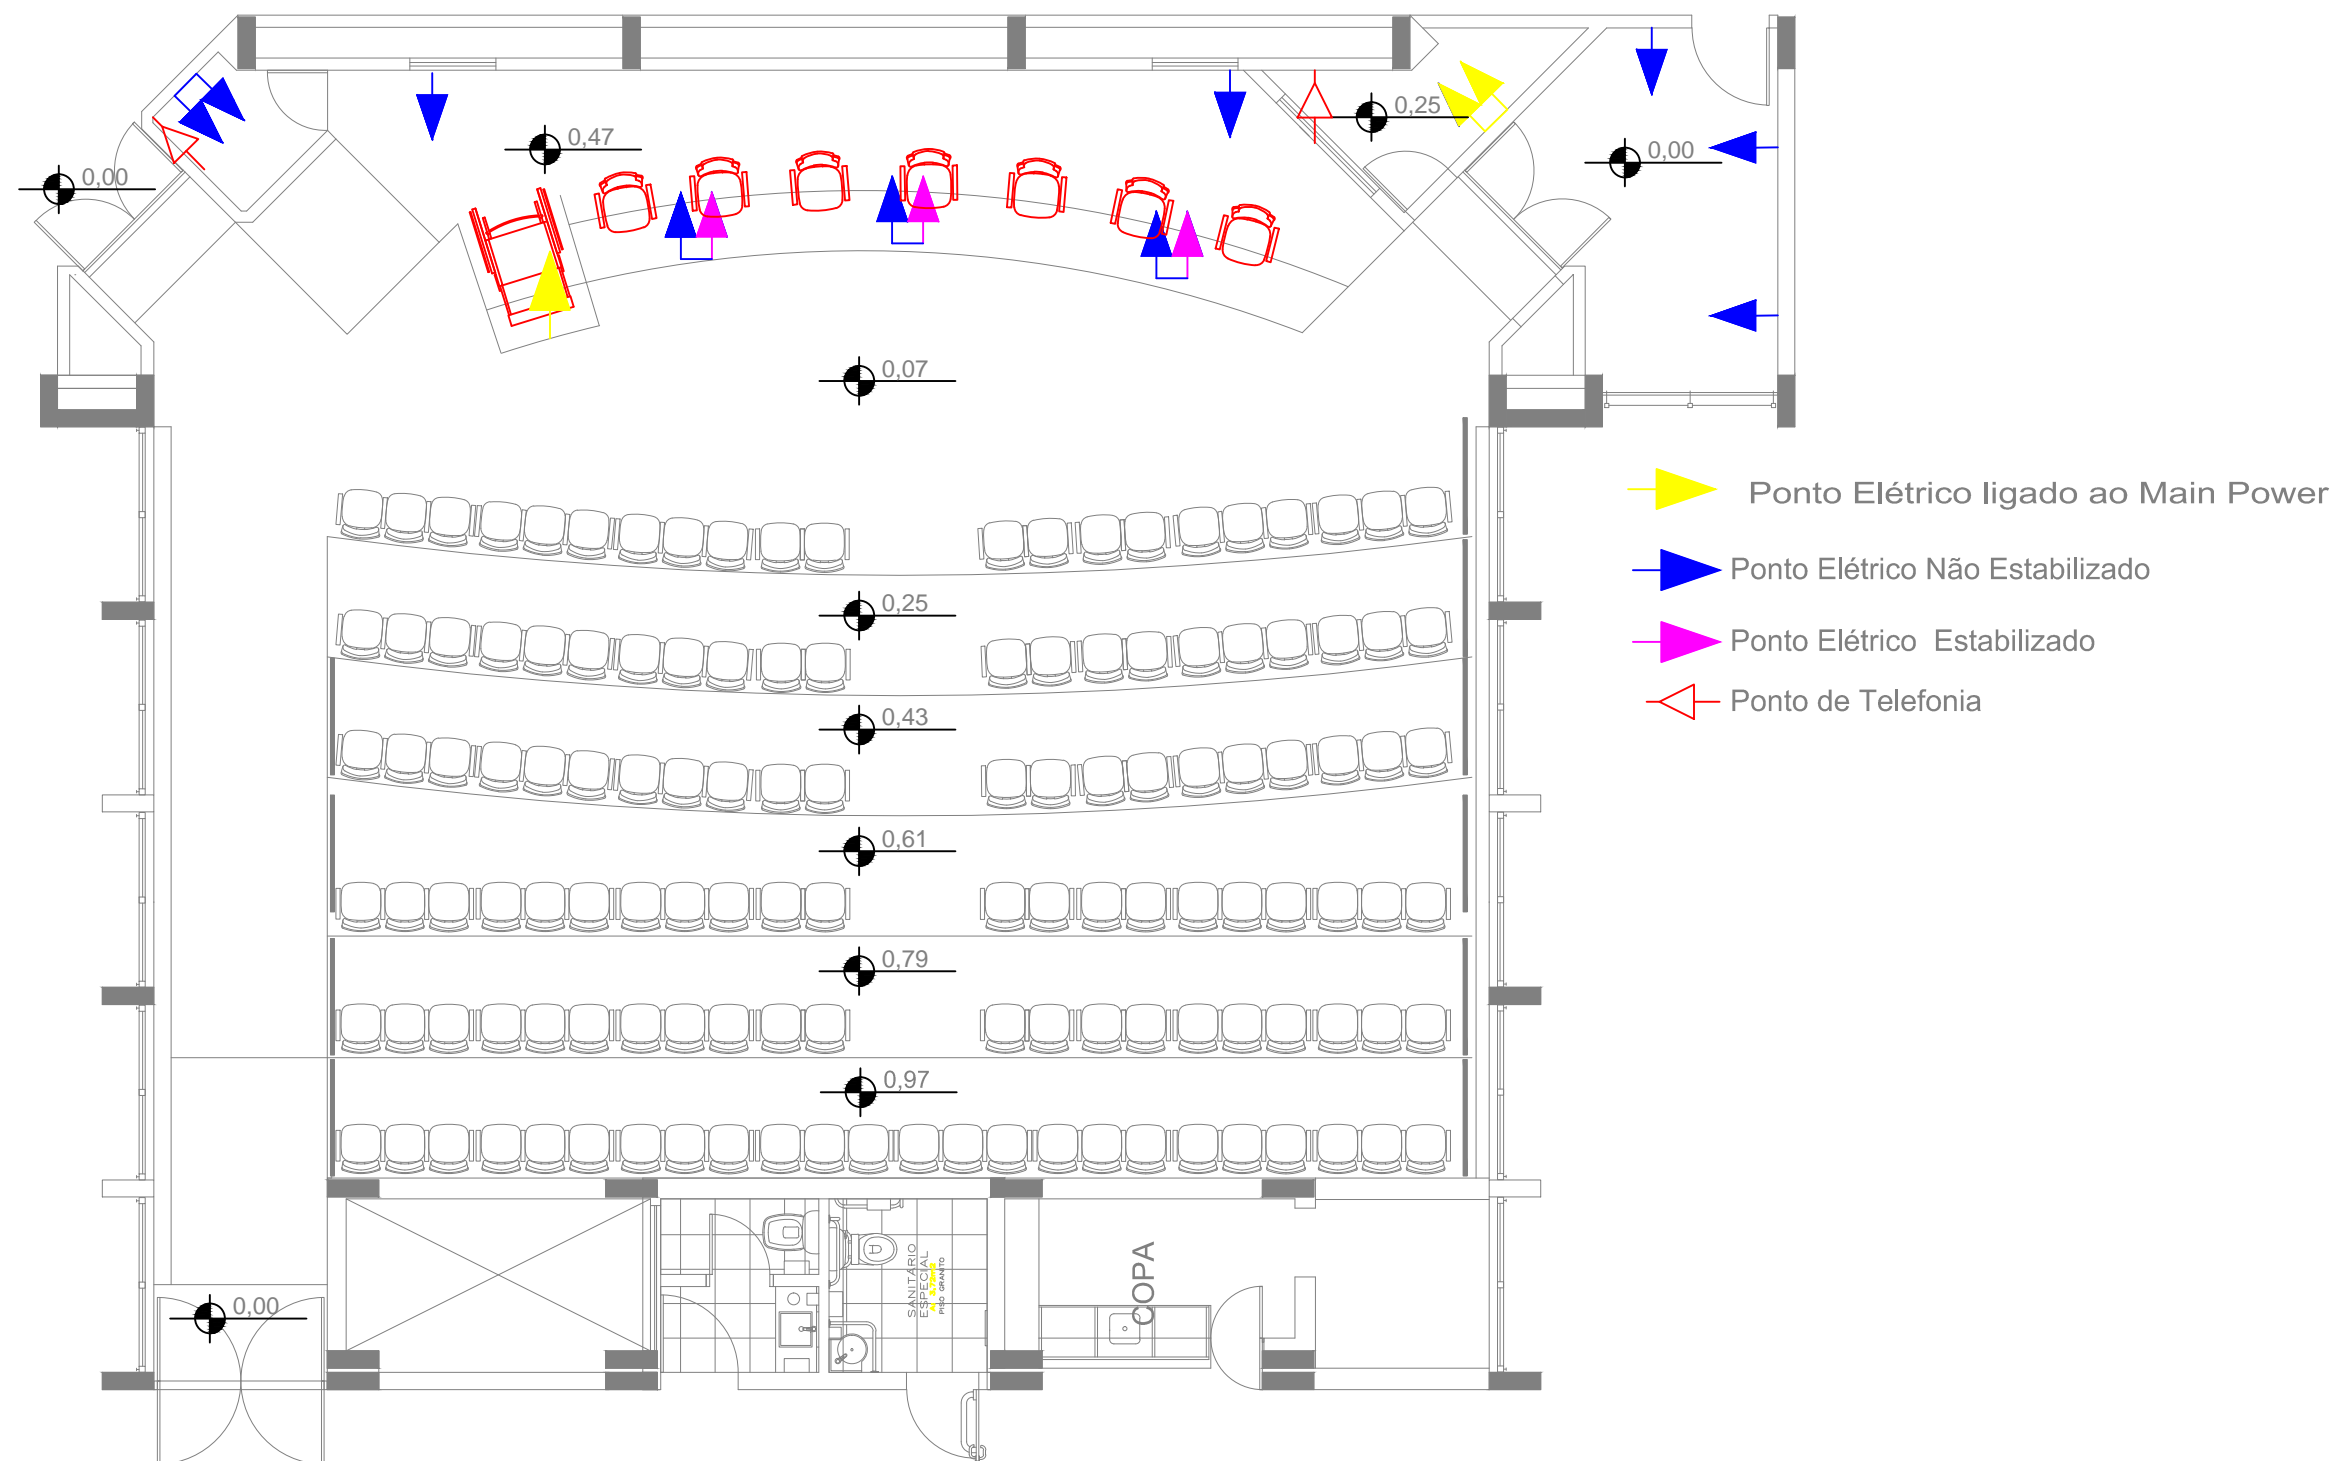 0,47
0,25
0,00
0,00
0,07
Ponto Elétrico ligado ao Main Power
Ponto Elétrico Não Estabilizado
Ponto Elétrico  Estabilizado
Ponto de Telefonia
0,25
0,43
0,61
0,79
0,97
SANITÁRIO
ESPECIAL
PISO GRANITO
COPA
0,00